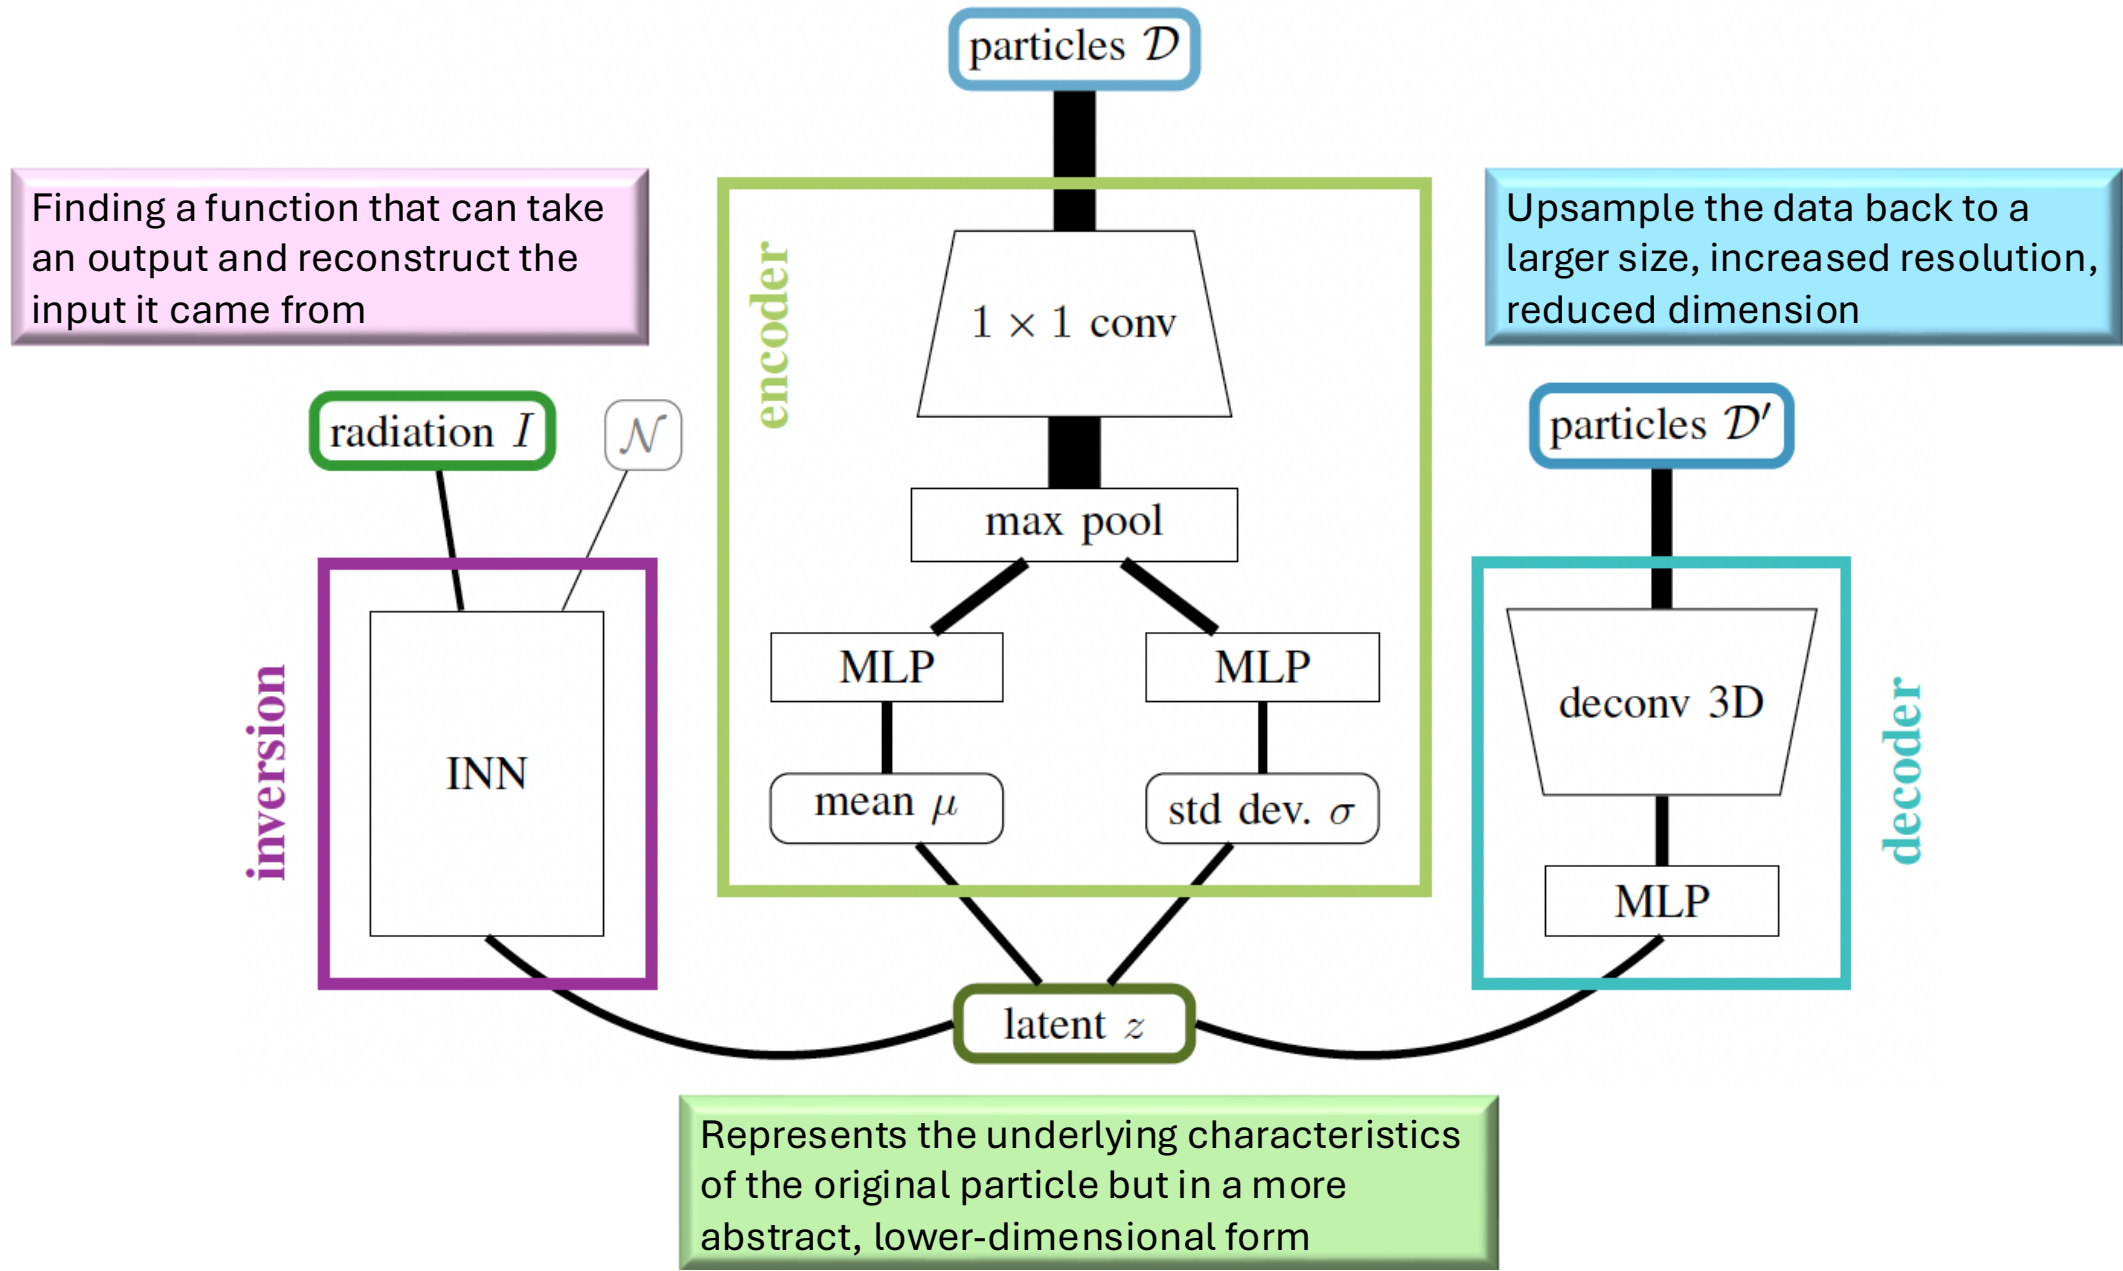 particles 𝒟
Finding a function that can take
an output and reconstruct the
input it came from
Upsample the data back to a
larger size, increased resolution,
reduced dimension
encoder
1 × 1 conv
radiation I
𝒩
particles 𝒟′
max pool
MLP
MLP
inversion
INN
mean μ
std dev. σ
deconv 3D
decoder
MLP
latent z
Represents the underlying characteristics
of the original particle but in a more
abstract, lower-dimensional form